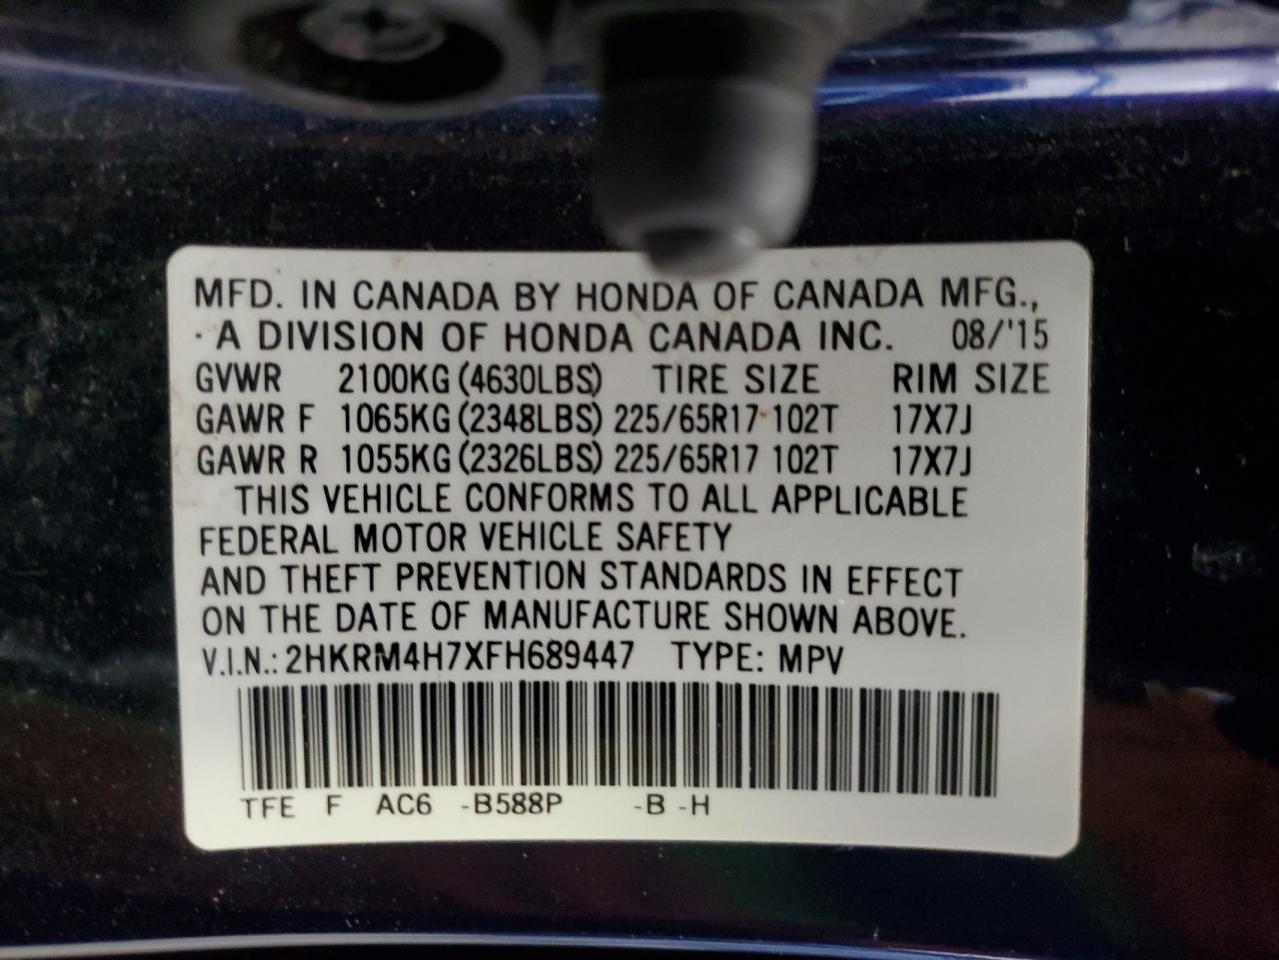 MFD. IN CANADA BY HONDA OF CANADA MFG.,
· A DIVISION OF HONDA CANADA INC. 08/'15
GVWR 2100KG (4630LBS) TIRE SIZE RIM SIZE
GAWR F 1065KG (2348LBS) 225/65R17 102T 17X7J
GAWR R 1055KG (2326LBS) 225/65R17 102T 17X7J
THIS VEHICLE CONFORMS TO ALL APPLICABLE
FEDERAL MOTOR VEHICLE SAFETY
AND THEFT PREVENTION STANDARDS IN EFFECT
ON THE DATE OF MANUFACTURE SHOWN ABOVE.
V.I.N.: 2HKRM4H7XFH689447 TYPE: MPV
TFE F AC6 -B588P -B -H